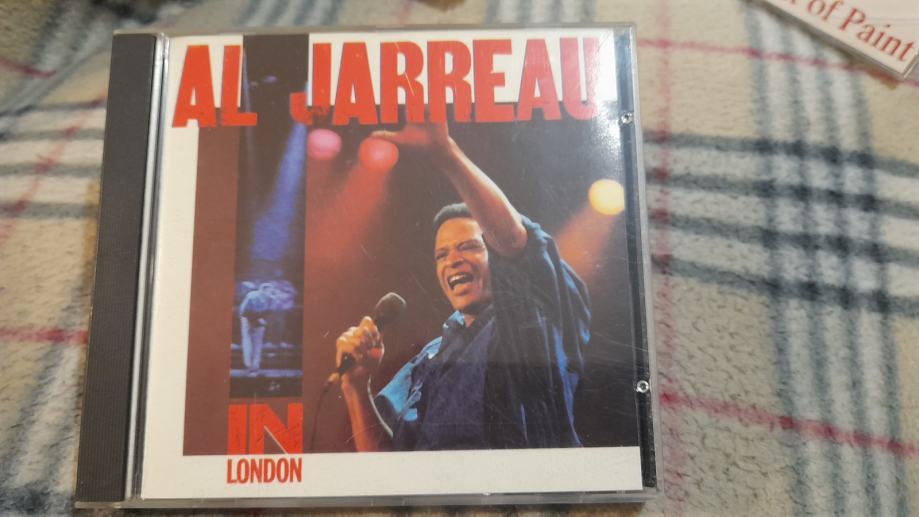 AL JARREAU
IN
LONDON
of Paint